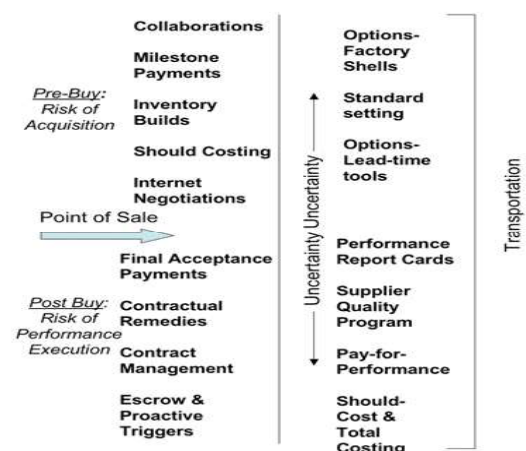 Collaborations
Milestone
Payments
Pre-Buy:
Risk of
Acquisition
Inventory
Builds
Should Costing
Internet
Negotiations
Point of Sale
Final Acceptance
Payments
Post Buy:
Risk of
Performance
Execution
Contractual
Remedies
Contract
Management
Escrow &
Proactive
Triggers
Uncertainty Uncertainty
Options-
Factory
Shells
Standard
setting
Options-
Lead-time
tools
Performance
Report Cards
Supplier
Quality
Program
Pay-for-
Performance
Should-
Cost &
Total
Costing
Transportation